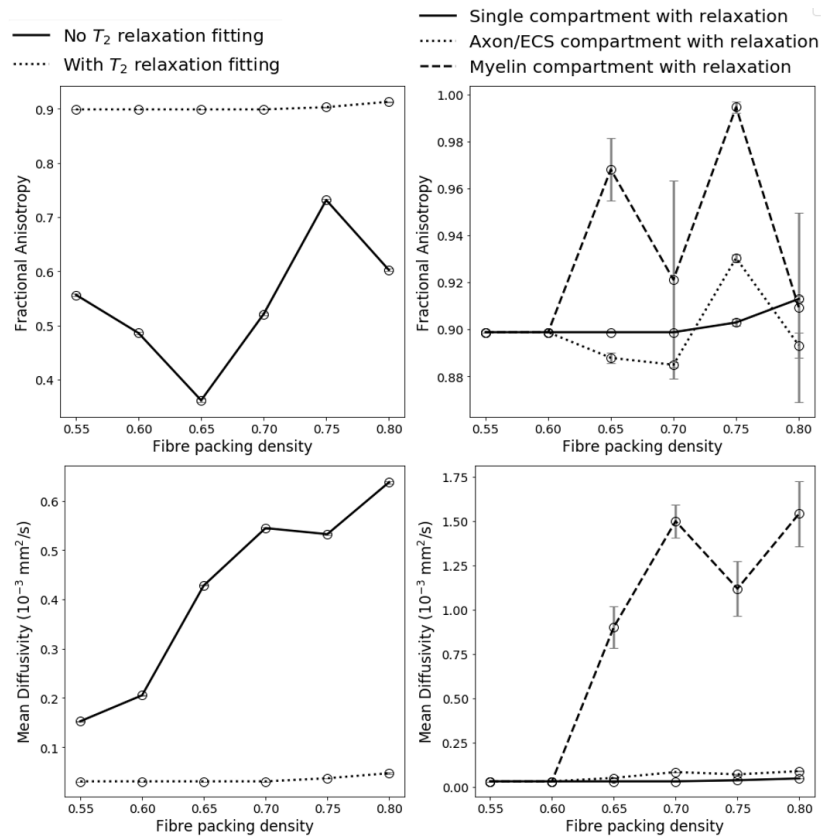 No T₂ relaxation fitting
With T₂ relaxation fitting
Single compartment with relaxation
Axon/ECS compartment with relaxation
Myelin compartment with relaxation
Fractional Anisotropy
0.9
0.8
0.7
0.6
0.5
0.4
0.55 0.60 0.65 0.70 0.75 0.80
Fibre packing density
Fractional Anisotropy
1.00
0.98
0.96
0.94
0.92
0.90
0.88
0.55 0.60 0.65 0.70 0.75 0.80
Fibre packing density
Mean Diffusivity (10⁻³ mm²/s)
0.6
0.5
0.4
0.3
0.2
0.1
0.55 0.60 0.65 0.70 0.75 0.80
Fibre packing density
Mean Diffusivity (10⁻³ mm²/s)
1.75
1.50
1.25
1.00
0.75
0.50
0.25
0.00
0.55 0.60 0.65 0.70 0.75 0.80
Fibre packing density